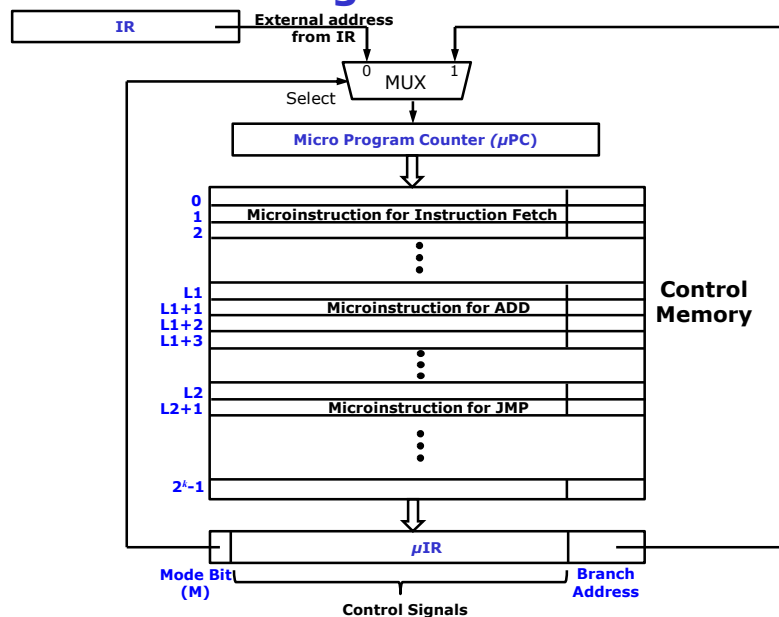 IR
External address
from IR
0
1
MUX
Select
Micro Program Counter (μPC)
0
1
Microinstruction for Instruction Fetch
2
L1
L1+1
Microinstruction for ADD
L1+2
L1+3
Control
Memory
L2
L2+1
Microinstruction for JMP
2ᵏ-1
μIR
Mode Bit
(M)
Branch
Address
Control Signals